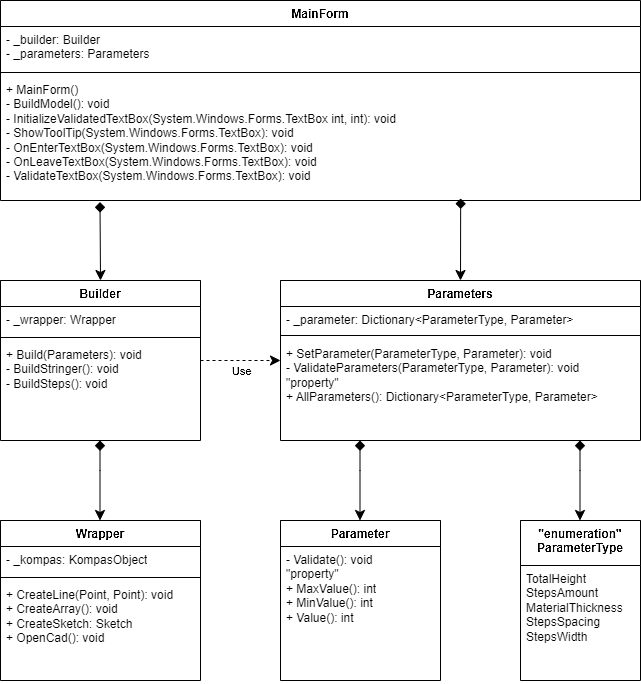 MainForm
- _builder: Builder
- _parameters: Parameters
+ MainForm()
- BuildModel(): void
- InitializeValidatedTextBox(System.Windows.Forms.TextBox int, int): void
- ShowToolTip(System.Windows.Forms.TextBox): void
- OnEnterTextBox(System.Windows.Forms.TextBox): void
- OnLeaveTextBox(System.Windows.Forms.TextBox): void
- ValidateTextBox(System.Windows.Forms.TextBox): void
Builder
- _wrapper: Wrapper
+ Build(Parameters): void
- BuildStringer(): void
- BuildSteps(): void
Use
Parameters
- _parameter: Dictionary<ParameterType, Parameter>
+ SetParameter(ParameterType, Parameter): void
- ValidateParameters(ParameterType, Parameter): void
"property"
+ AllParameters(): Dictionary<ParameterType, Parameter>
Wrapper
- _kompas: KompasObject
+ CreateLine(Point, Point): void
+ CreateArray(): void
+ CreateSketch: Sketch
+ OpenCad(): void
Parameter
- Validate(): void
"property"
+ MaxValue(): int
+ MinValue(): int
+ Value(): int
"enumeration"
ParameterType
TotalHeight
StepsAmount
MaterialThickness
StepsSpacing
StepsWidth